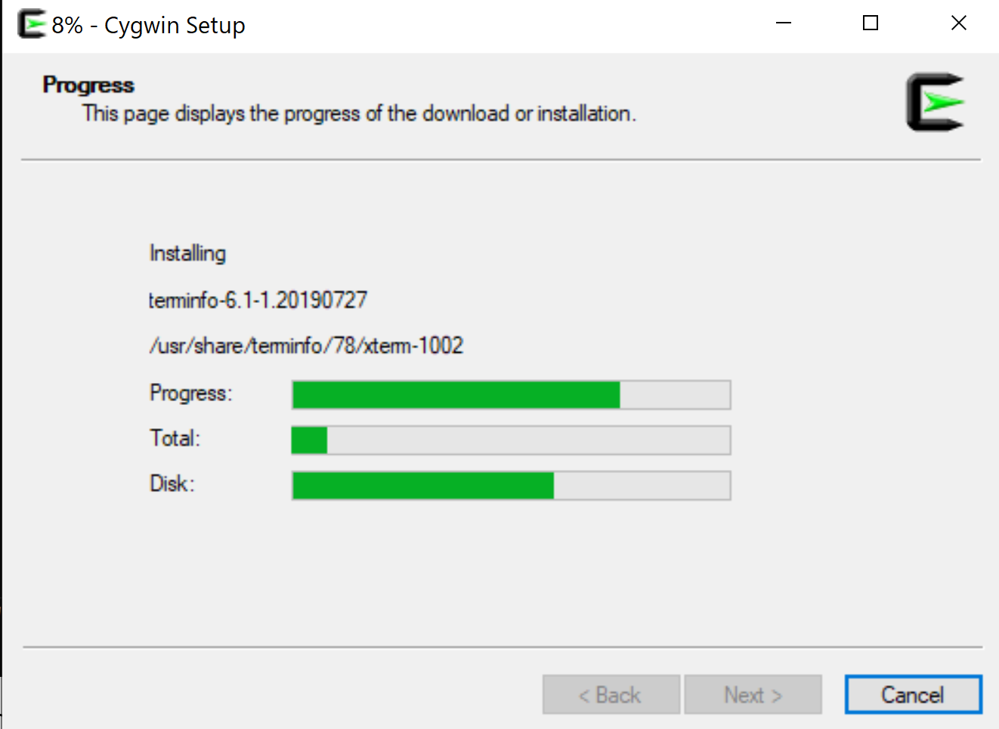 8% - Cygwin Setup
Progress
This page displays the progress of the download or installation.
Installing
terminfo-6.1-1.20190727
/usr/share/terminfo/78/xterm-1002
Progress:
Total:
Disk:
< Back Next > Cancel